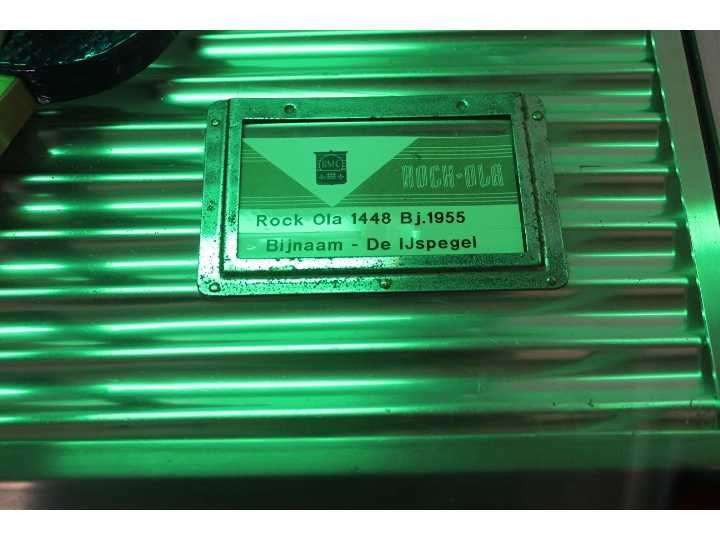 RMC
ROCK-OLA
Rock Ola 1448 Bj.1955
Bijnaam - De IJspegel